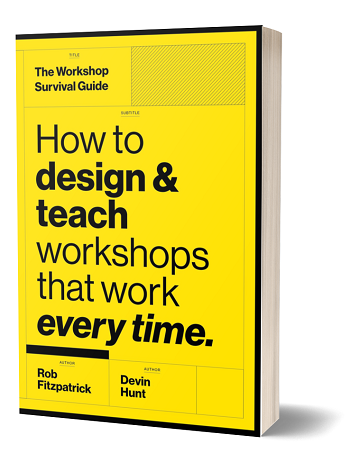 TITLE
The Workshop
Survival Guide
SUBTITLE
How to
design &
teach
workshops
that work
every time.
AUTHOR
Rob
Fitzpatrick
AUTHOR
Devin
Hunt